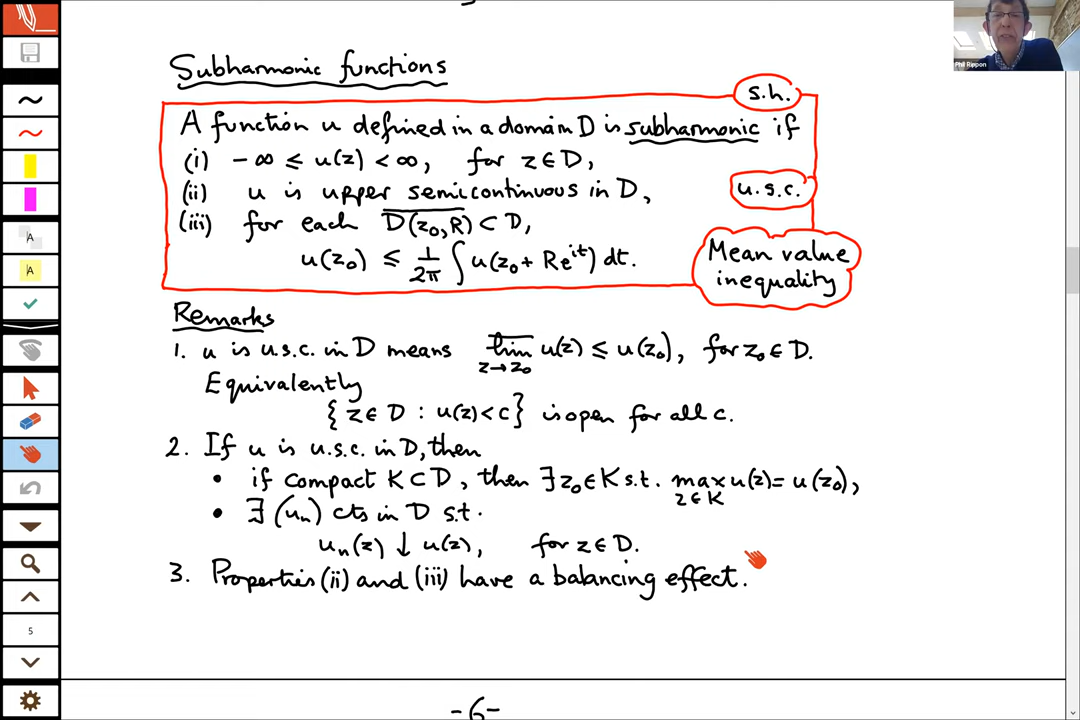 Phil Rippon
Subharmonic functions
s.h.
A function u defined in a domain D is subharmonic if
(i) -∞ ≤ u(z) < ∞, for z ∈ D,
(ii) u is upper semicontinuous in D,
u.s.c.
(iii) for each \overline{D(z₀, R)} ⊂ D,
u(z₀) ≤ 1/2π ∫ u(z₀ + Re^{it}) dt.
Mean value
inequality
Remarks
1. u is u.s.c. in D means \overline{lim}_{z→z₀} u(z) ≤ u(z₀), for z₀ ∈ D.
Equivalently
{z ∈ D : u(z) < c} is open for all c.
2. If u is u.s.c. in D, then
• if compact K ⊂ D, then ∃ z₀ ∈ K s.t. max_{z∈K} u(z) = u(z₀),
• ∃ (uₙ) cts in D s.t.
uₙ(z) ↓ u(z), for z ∈ D.
3. Properties (ii) and (iii) have a balancing effect.
5
-6-